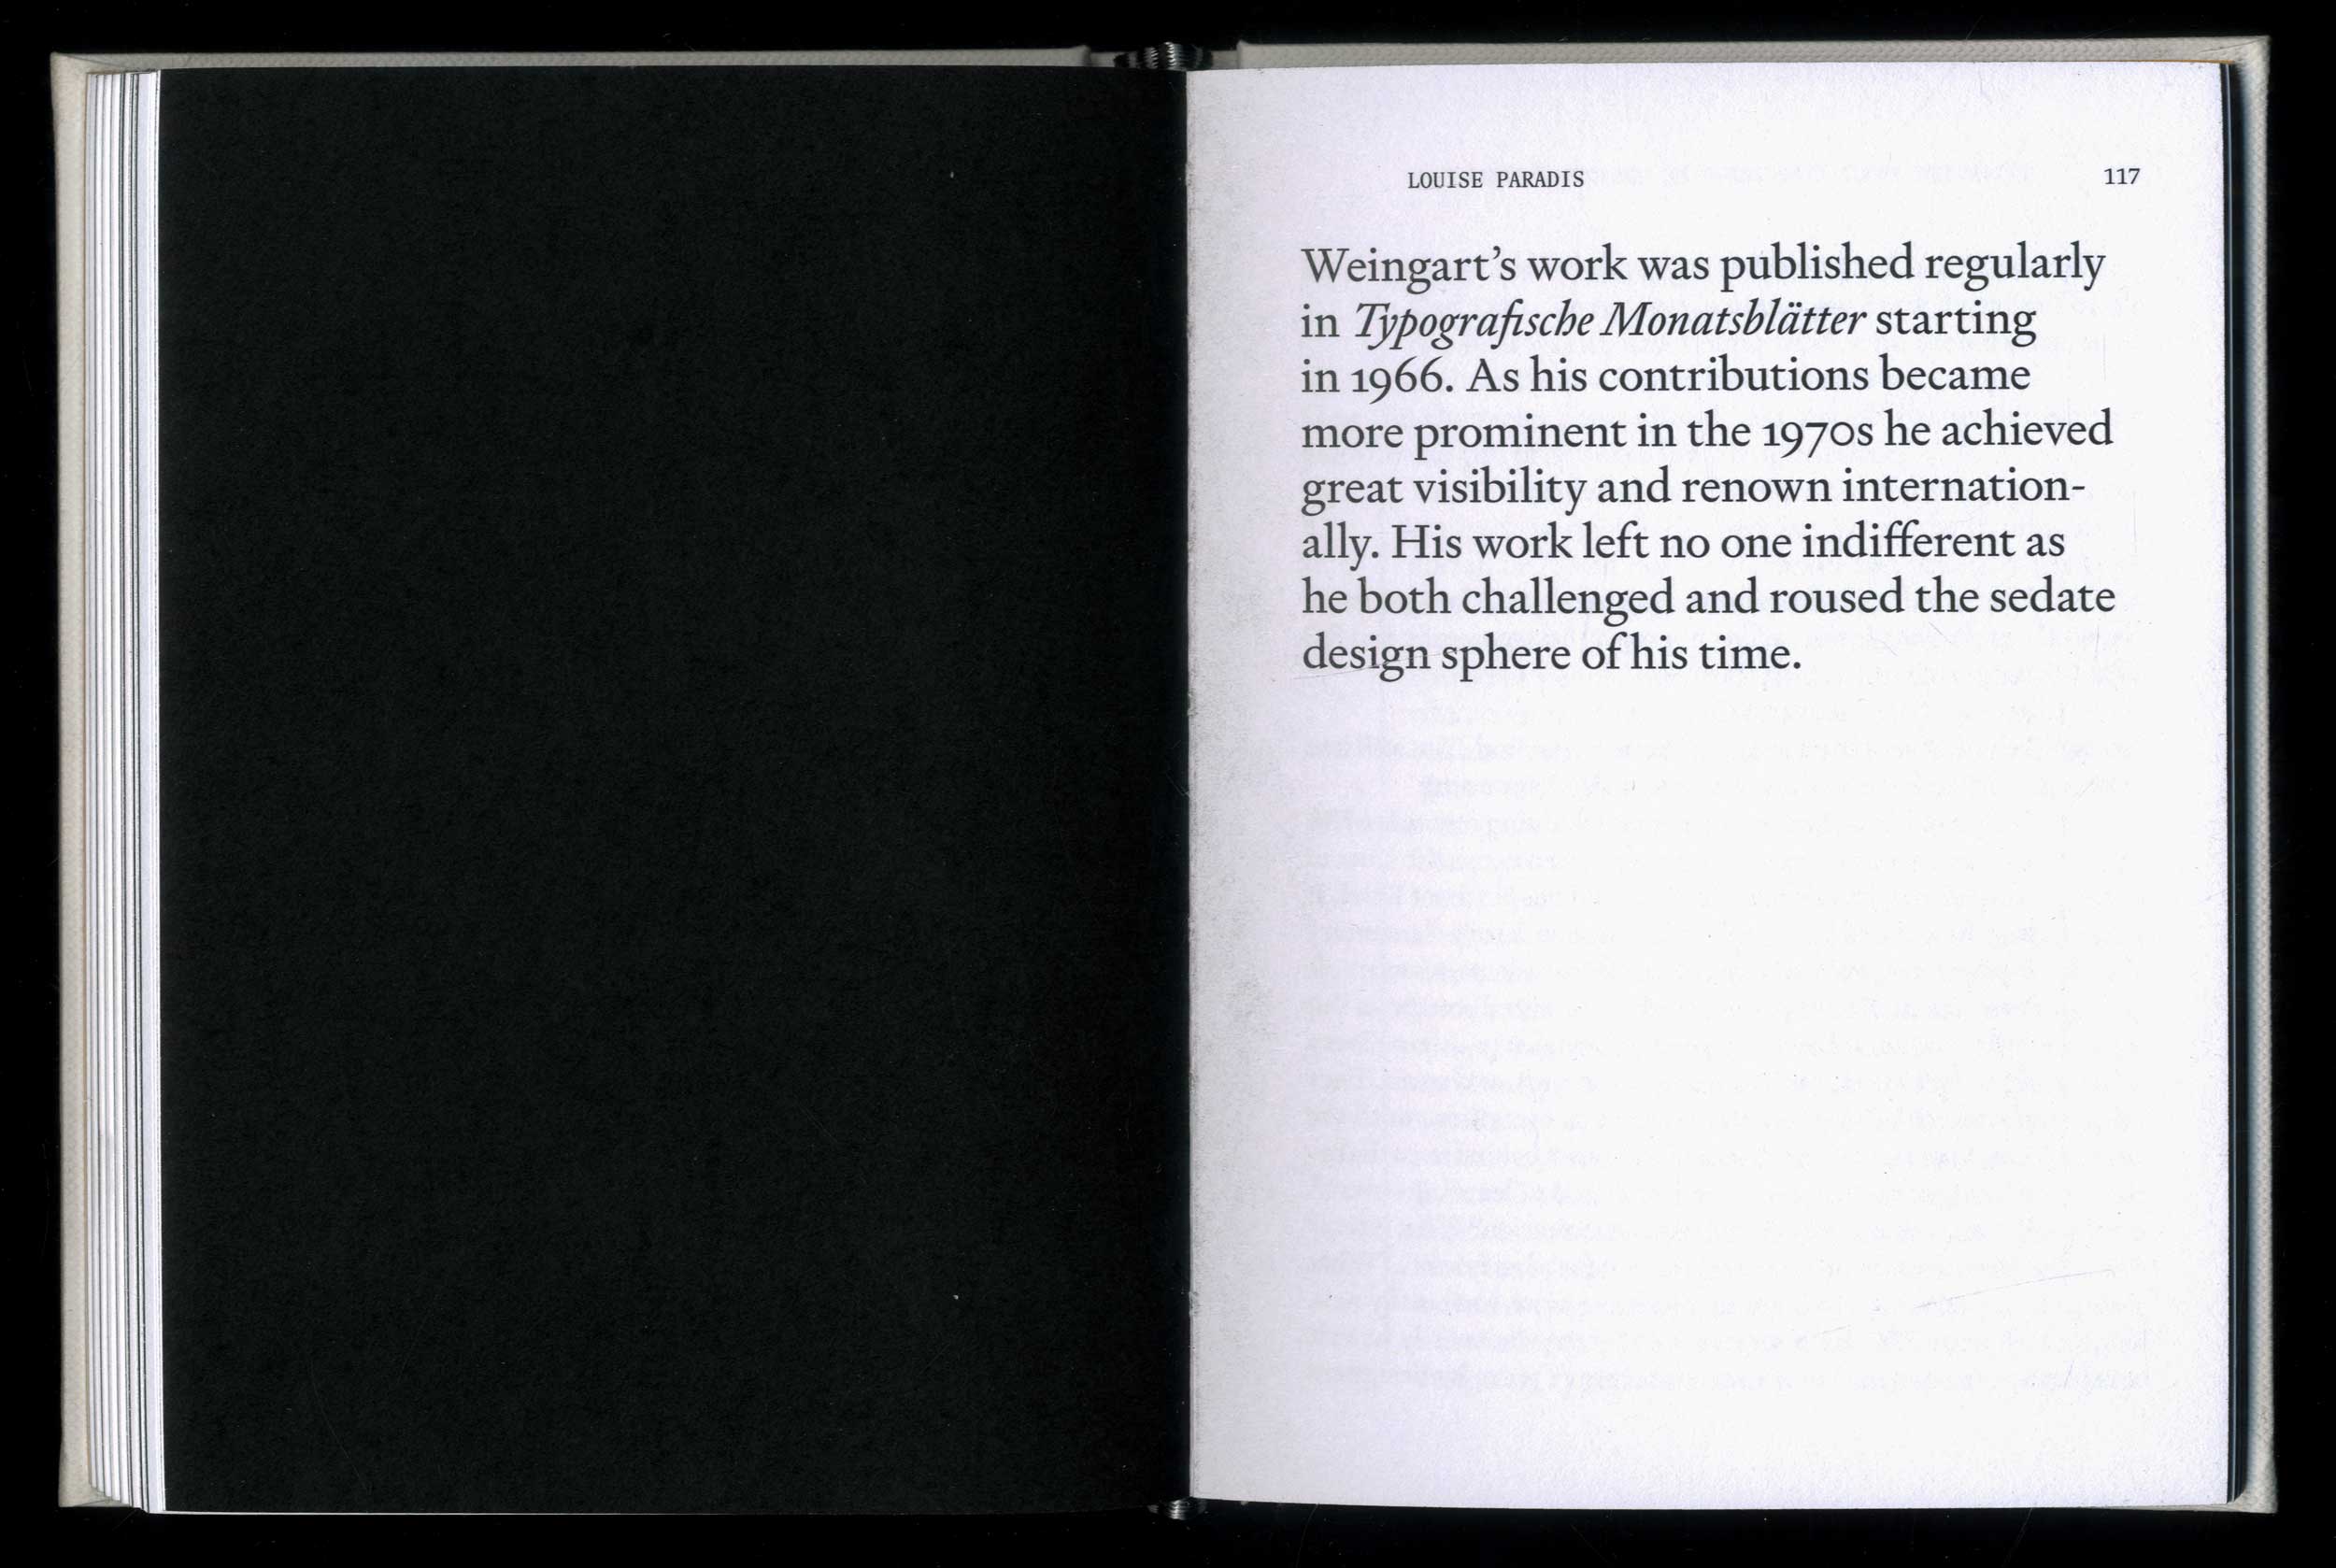 LOUISE PARADIS 117
Weingart’s work was published regularly
in Typografische Monatsblätter starting
in 1966. As his contributions became
more prominent in the 1970s he achieved
great visibility and renown internation-
ally. His work left no one indifferent as
he both challenged and roused the sedate
design sphere of his time.